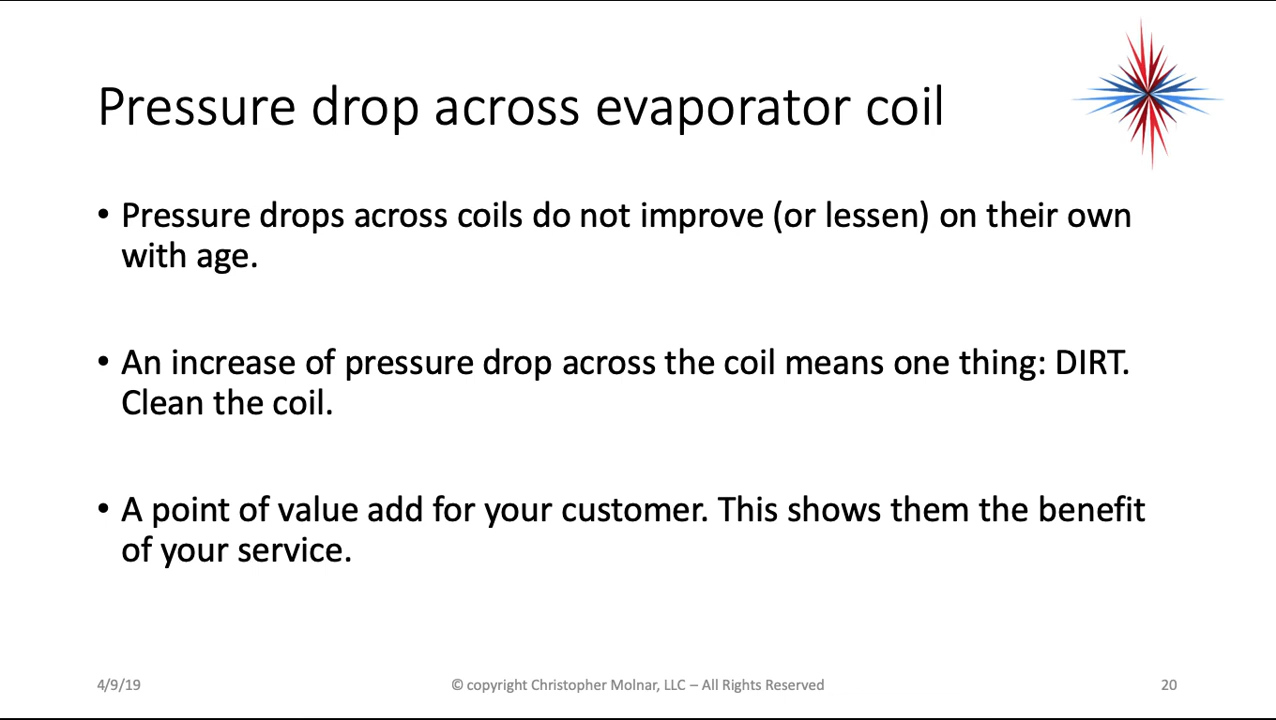 Pressure drop across evaporator coil
• Pressure drops across coils do not improve (or lessen) on their own
with age.
• An increase of pressure drop across the coil means one thing: DIRT.
Clean the coil.
• A point of value add for your customer. This shows them the benefit
of your service.
4/9/19
© copyright Christopher Molnar, LLC – All Rights Reserved
20